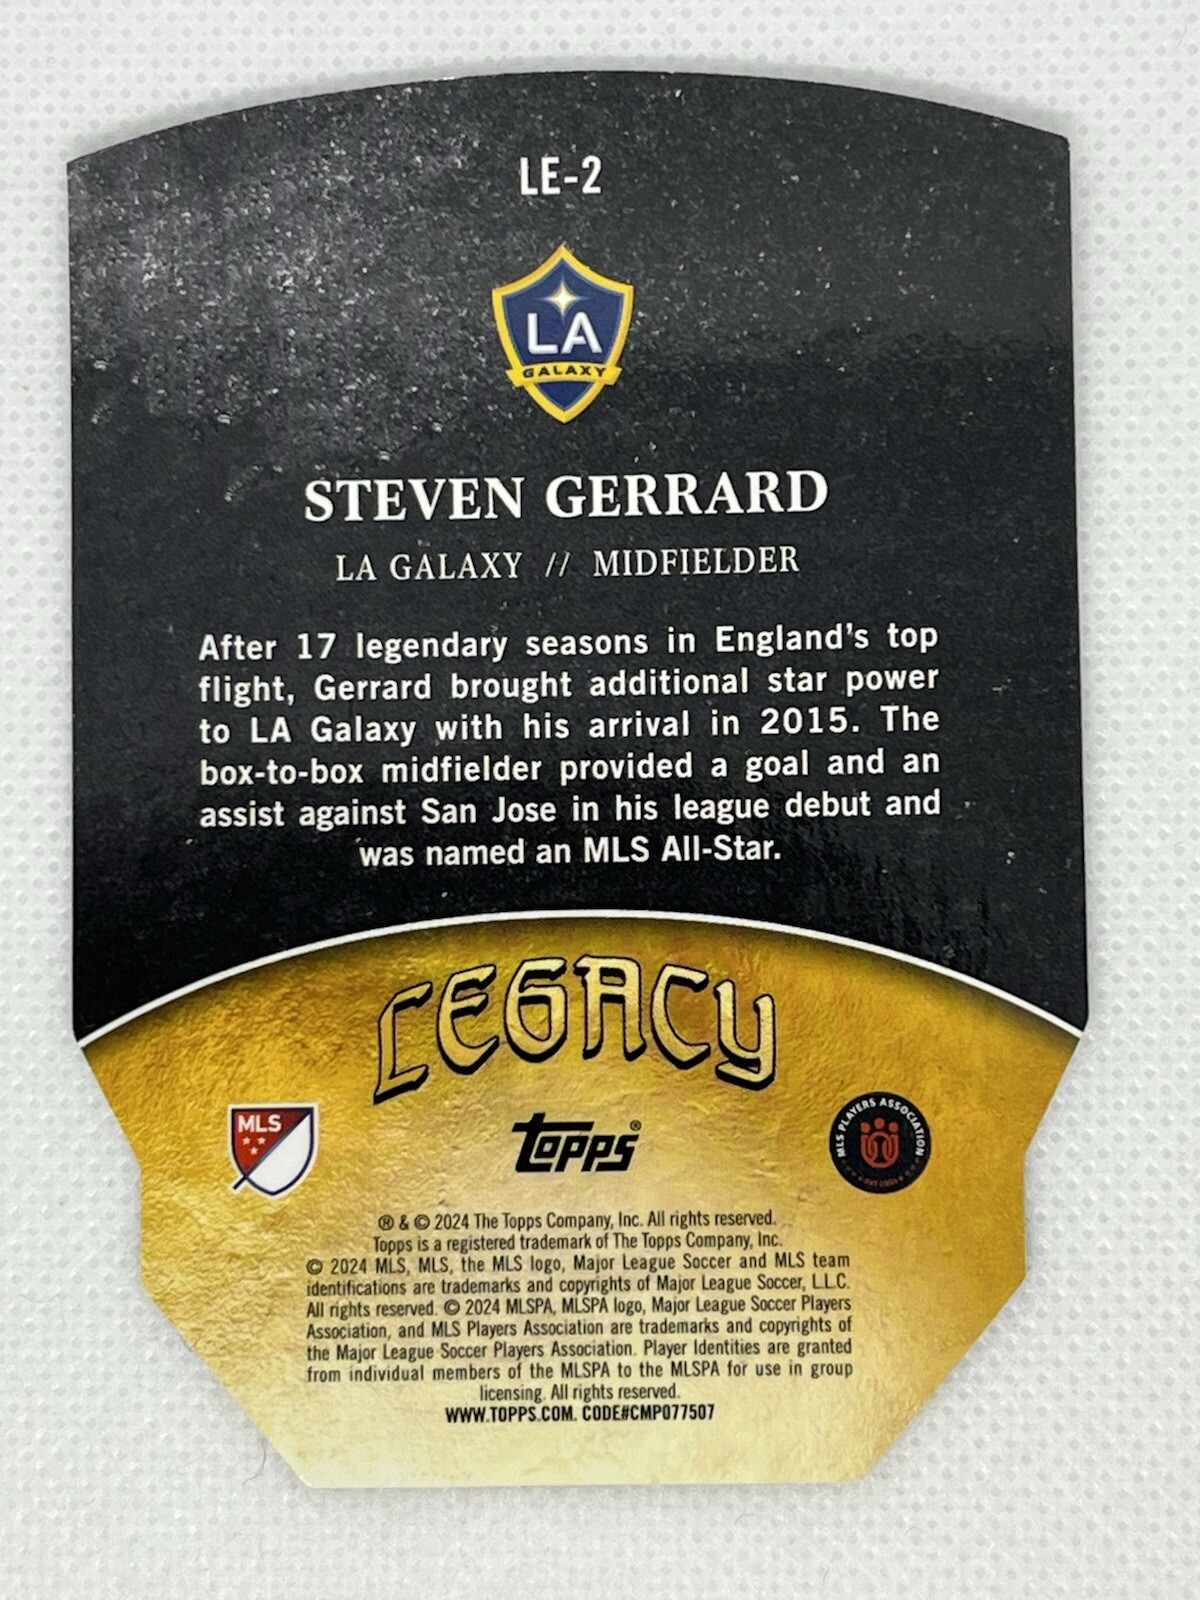 LE-2
LA
GALAXY
STEVEN GERRARD
LA GALAXY // MIDFIELDER
After 17 legendary seasons in England's top
flight, Gerrard brought additional star power
to LA Galaxy with his arrival in 2015. The
box-to-box midfielder provided a goal and an
assist against San Jose in his league debut and
was named an MLS All-Star.
LEGACY
MLS
Topps®
MLS PLAYERS ASSOCIATION
® & © 2024 The Topps Company, Inc. All rights reserved.
Topps is a registered trademark of The Topps Company, Inc.
© 2024 MLS, MLS, the MLS logo, Major League Soccer and MLS team
identifications are trademarks and copyrights of Major League Soccer, L.L.C.
All rights reserved. © 2024 MLSPA, MLSPA logo, Major League Soccer Players
Association, and MLS Players Association are trademarks and copyrights of
the Major League Soccer Players Association. Player Identities are granted
from individual members of the MLSPA to the MLSPA for use in group
licensing. All rights reserved.
WWW.TOPPS.COM. CODE#CMP077507